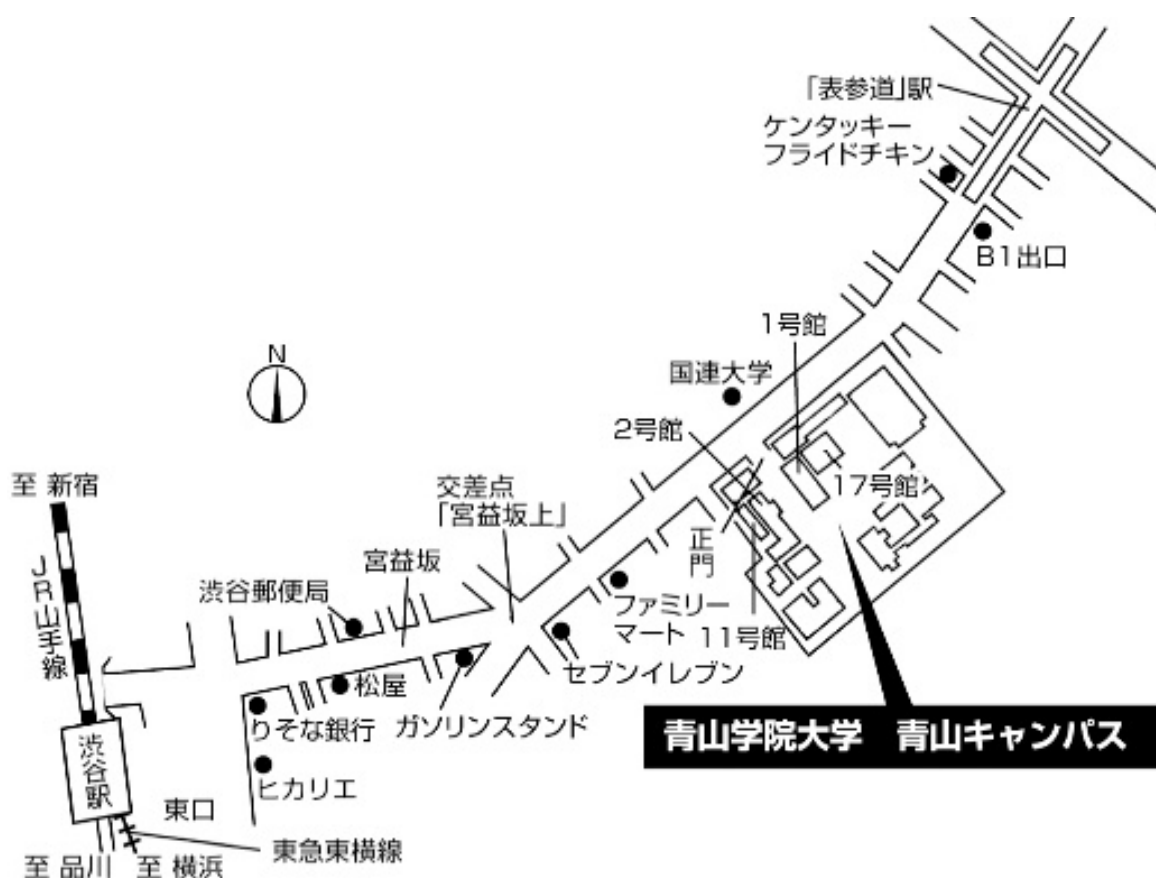 「表参道」駅
ケンタッキー
フライドチキン
B1出口
1号館
国連大学
N
2号館
17号館
至 新宿
交差点
「宮益坂上」
正門
宮益坂
JR山手線
渋谷郵便局
ファミリー
マート
11号館
セブンイレブン
松屋
りそな銀行
ガソリンスタンド
青山学院大学 青山キャンパス
渋谷駅
ヒカリエ
東口
東急東横線
至 品川
至 横浜